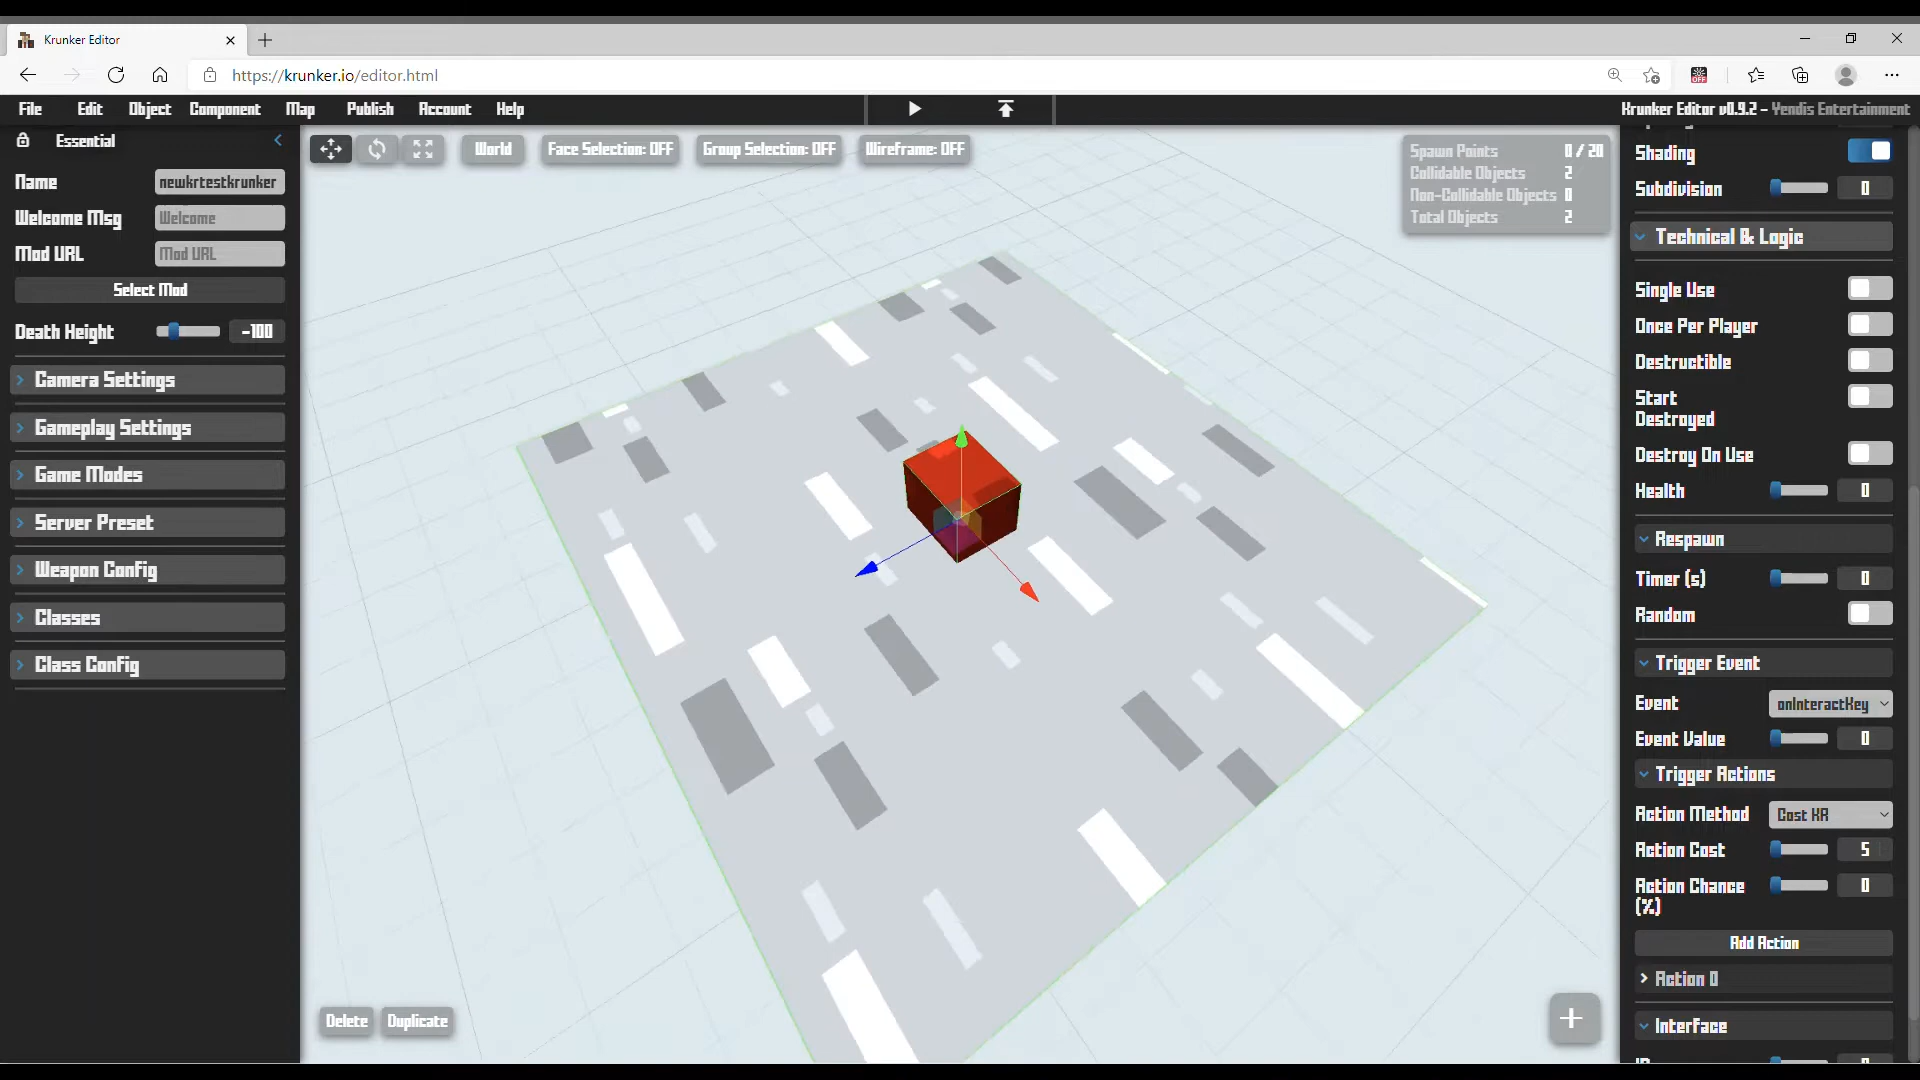 Krunker Editor
https://krunker.io/editor.html
OFF
File Edit Object Component Map Publish Account Help
Krunker Editor v0.9.2 - Yendis Entertainment
Essential
Name newkrtestkrunker
Welcome Msg Welcome
Mod URL Mod URL
Select Mod
Death Height -100
Camera Settings
Gameplay Settings
Game Modes
Server Preset
Weapon Config
Classes
Class Config
World Face Selection: OFF Group Selection: OFF Wireframe: OFF
Spawn Points 0 / 20
Collidable Objects 2
Non-Collidable Objects 0
Total Objects 2
Delete Duplicate
Shading
Subdivision 0
Technical & Logic
Single Use
Once Per Player
Destructible
Start
Destroyed
Destroy On Use
Health 0
Respawn
Timer (s) 0
Random
Trigger Event
Event onInteractKey
Event Value 0
Trigger Actions
Action Method Cost KR
Action Cost 5
Action Chance 0
(%)
Add Action
Action 0
Interface